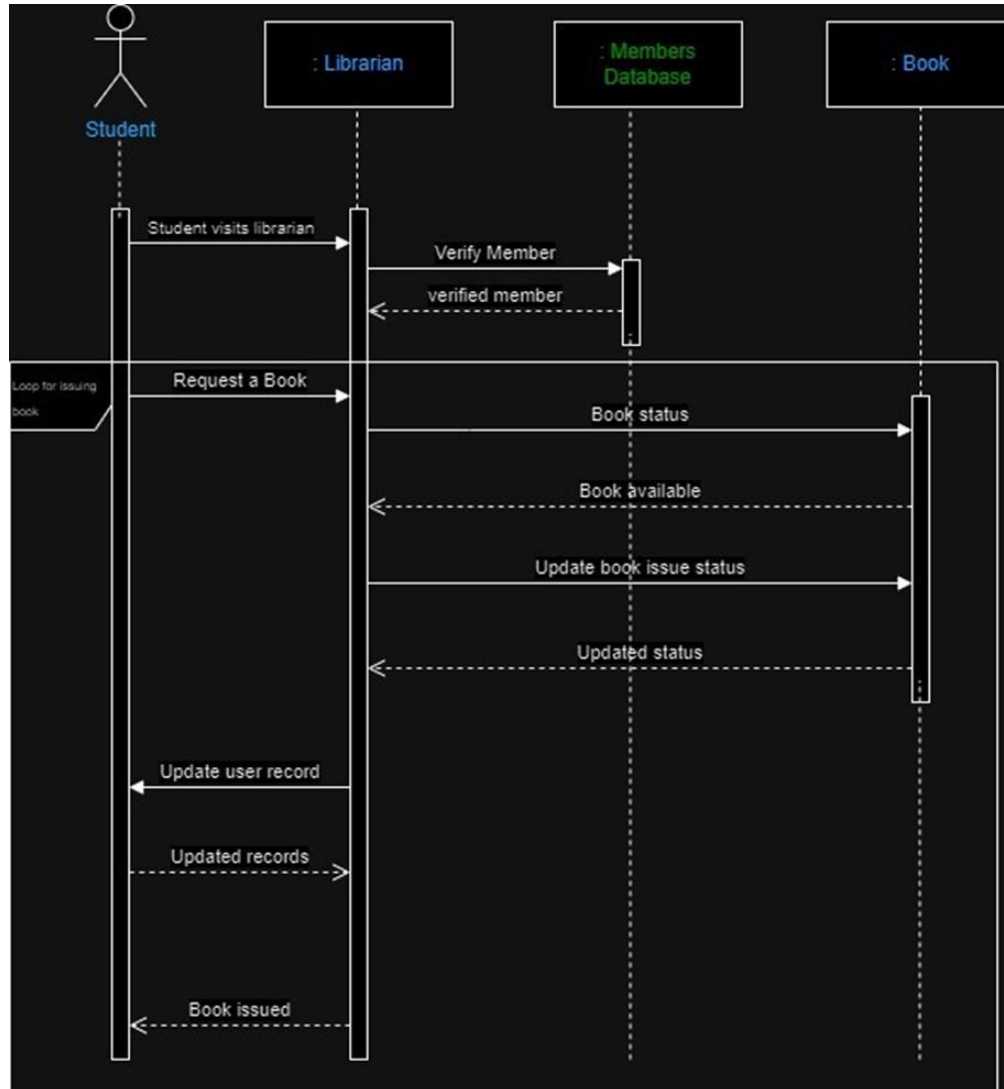 Student
: Librarian
: Members
Database
: Book
Student visits librarian
Verify Member
verified member
Loop for issuing
book
Request a Book
Book status
Book available
Update book issue status
Updated status
Update user record
Updated records
Book issued